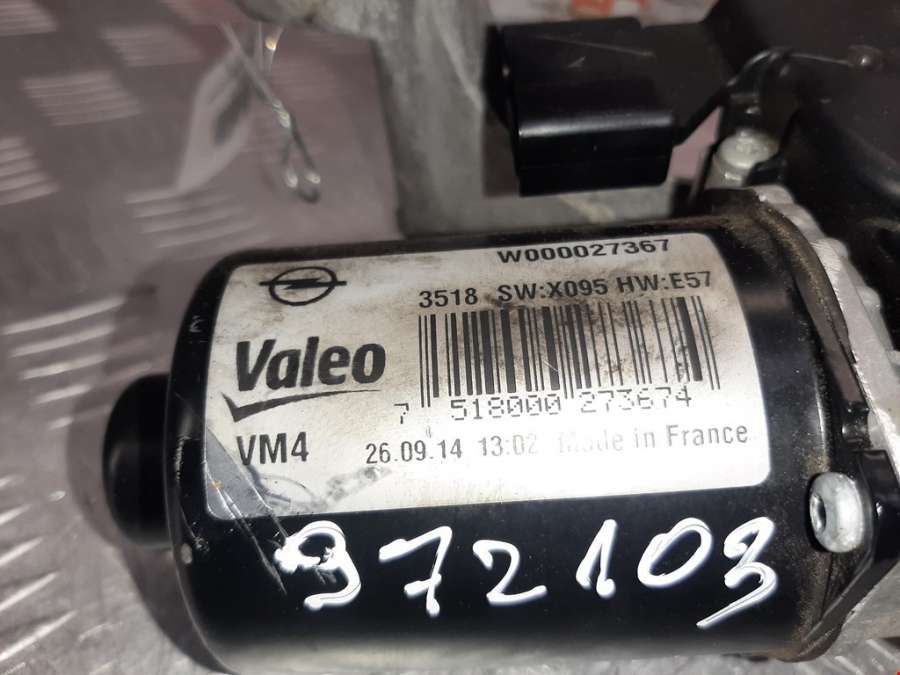 W000027367
3518 SW:X095 HW:E57
Valeo
7 518000 273674
VM4 26.09.14 13:02 Made in France
972103